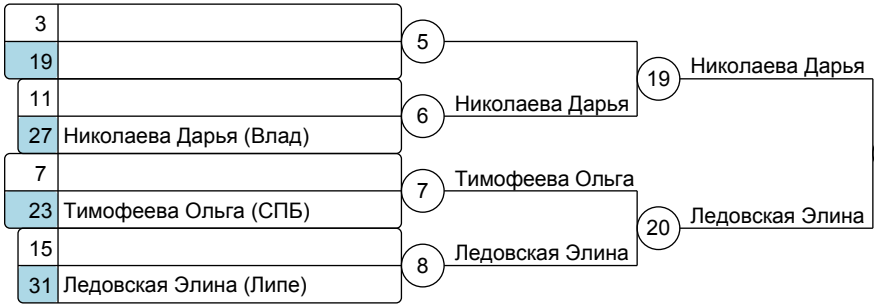 3
19
5
11
27 Николаева Дарья (Влад)
6
Николаева Дарья
19
Николаева Дарья
7
23 Тимофеева Ольга (СПБ)
7
Тимофеева Ольга
15
31 Ледовская Элина (Липе)
8
Ледовская Элина
20
Ледовская Элина